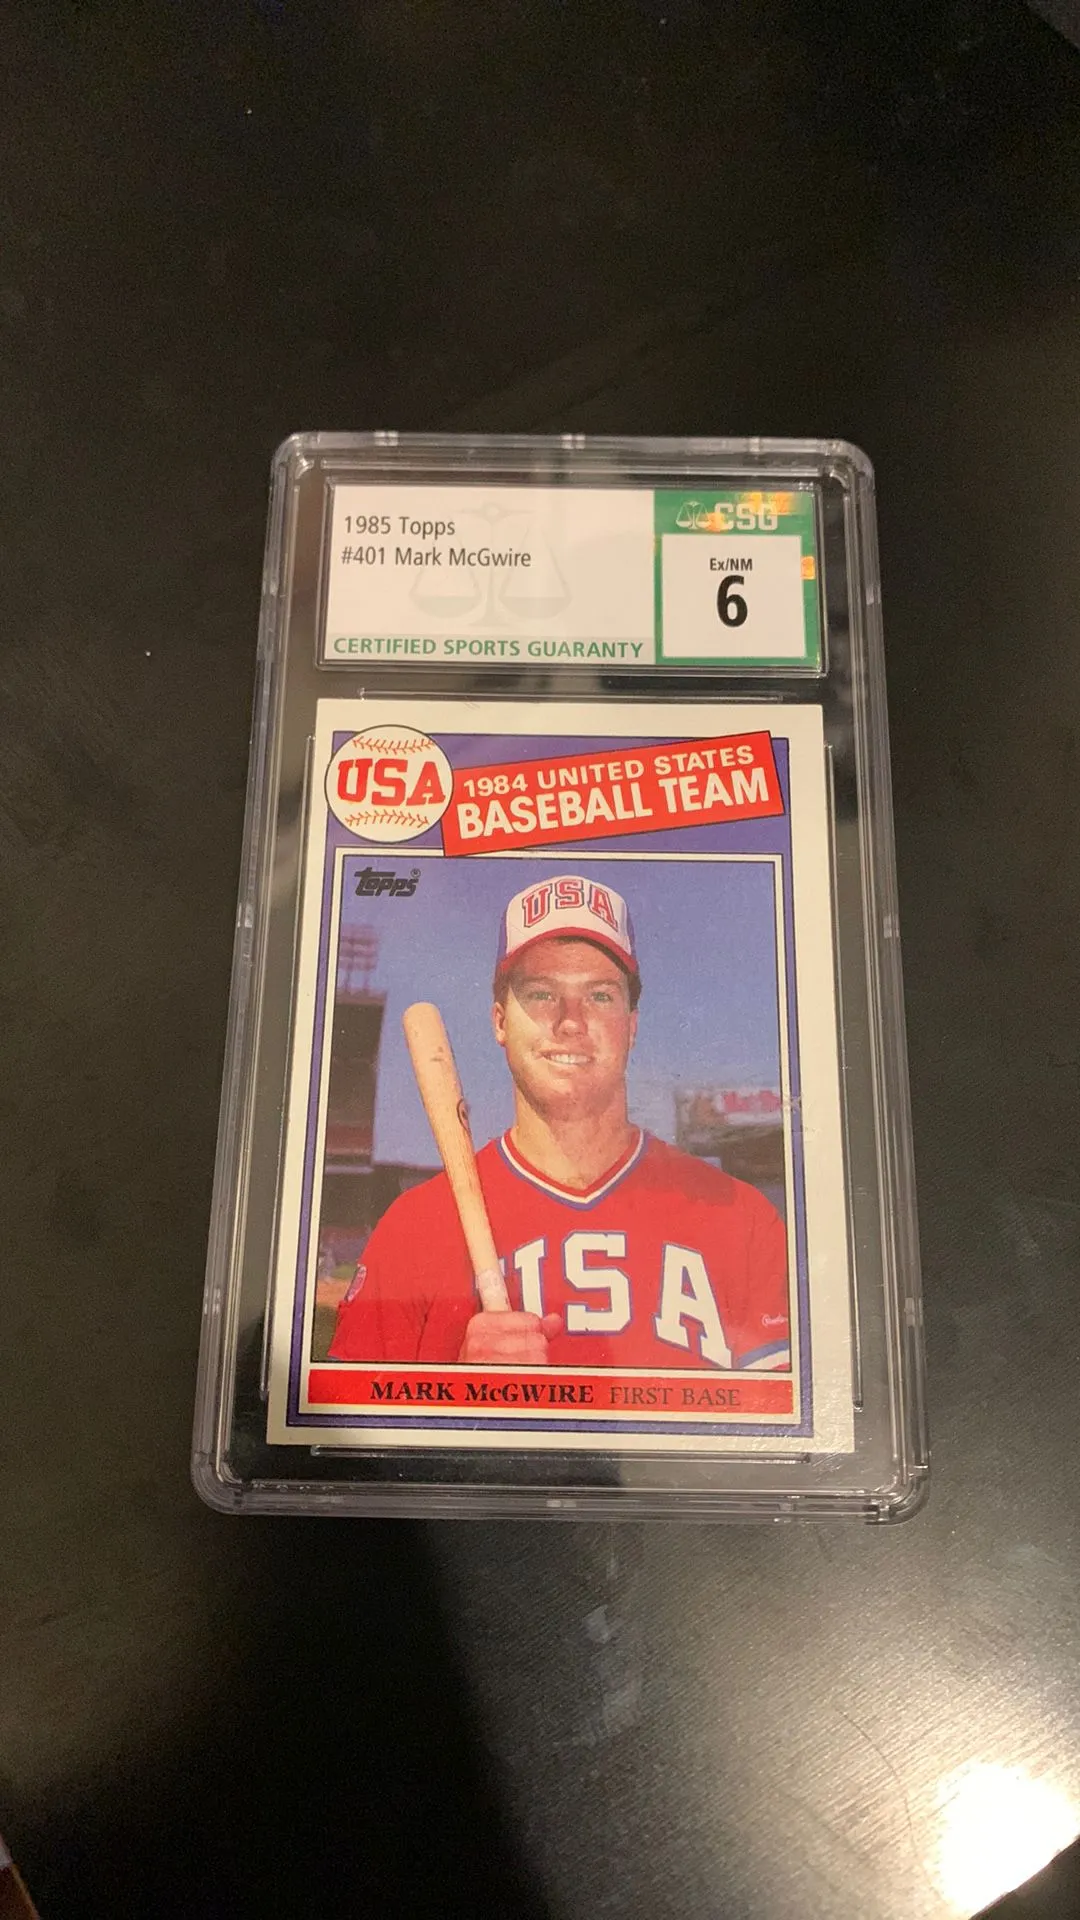 1985 Topps
#401 Mark McGwire
CERTIFIED SPORTS GUARANTY
CSG
Ex/NM
6
USA
1984 UNITED STATES
BASEBALL TEAM
Topps®
USA
USA
MARK McGWIRE FIRST BASE